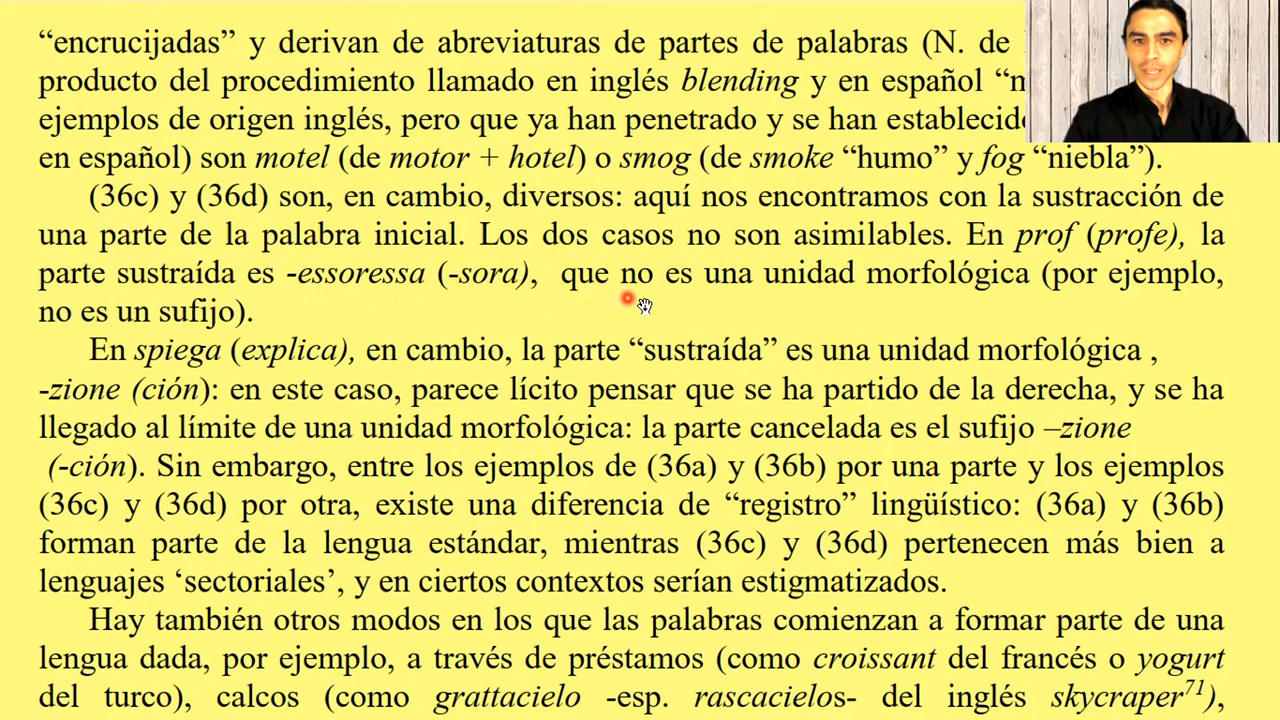 “encrucijadas” y derivan de abreviaturas de partes de palabras (N. de
producto del procedimiento llamado en inglés blending y en español
ejemplos de origen inglés, pero que ya han penetrado y se han
en español) son motel (de motor + hotel) o smog (de smoke “humo” y fog “niebla”).
(36c) y (36d) son, en cambio, diversos: aquí nos encontramos con la sustracción de
una parte de la palabra inicial. Los dos casos no son asimilables. En prof (profe), la
parte sustraída es -essoressa (-sora), que no es una unidad morfológica (por ejemplo,
no es un sufijo).
En spiega (explica), en cambio, la parte “sustraída” es una unidad morfológica ,
-zione (ción): en este caso, parece lícito pensar que se ha partido de la derecha, y se ha
llegado al límite de una unidad morfológica: la parte cancelada es el sufijo –zione
(-ción). Sin embargo, entre los ejemplos de (36a) y (36b) por una parte y los ejemplos
(36c) y (36d) por otra, existe una diferencia de “registro” lingüístico: (36a) y (36b)
forman parte de la lengua estándar, mientras (36c) y (36d) pertenecen más bien a
lenguajes ‘sectoriales’, y en ciertos contextos serían estigmatizados.
Hay también otros modos en los que las palabras comienzan a formar parte de una
lengua dada, por ejemplo, a través de préstamos (como croissant del francés o yogurt
del turco), calcos (como grattacielo -esp. rascacielos- del inglés skycraper71),